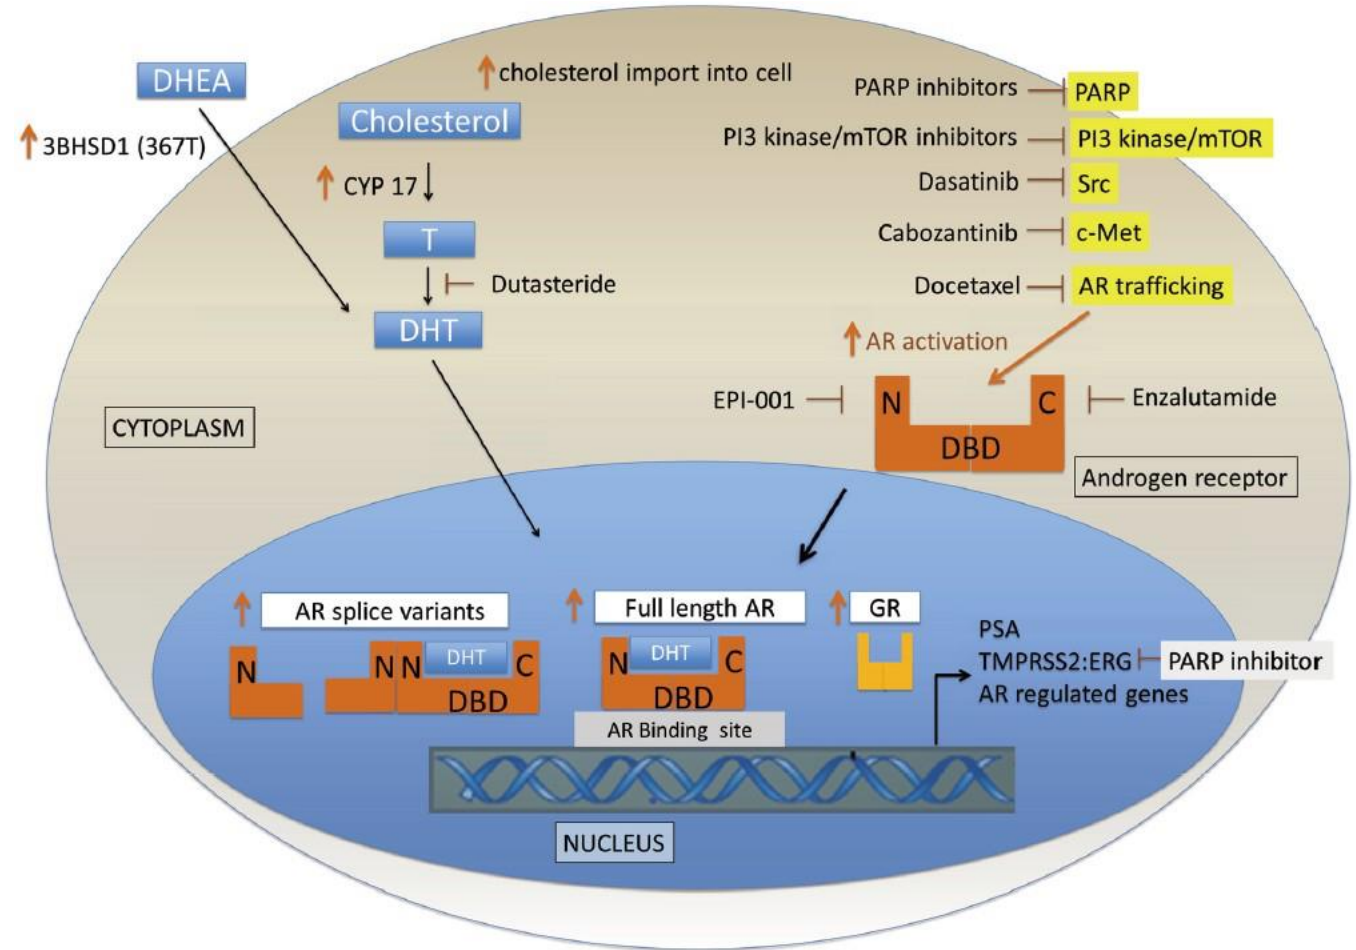 DHEA
3BHSD1 (367T)
cholesterol import into cell
Cholesterol
CYP 17
T
Dutasteride
DHT
PARP inhibitors
PARP
PI3 kinase/mTOR inhibitors
PI3 kinase/mTOR
Dasatinib
Src
Cabozantinib
c-Met
Docetaxel
AR trafficking
AR activation
EPI-001
N
C
DBD
Enzalutamide
Androgen receptor
CYTOPLASM
AR splice variants
N
N
N
DHT
C
DBD
Full length AR
N
DHT
C
DBD
AR Binding site
GR
PSA
TMPRSS2:ERG
AR regulated genes
PARP inhibitor
NUCLEUS